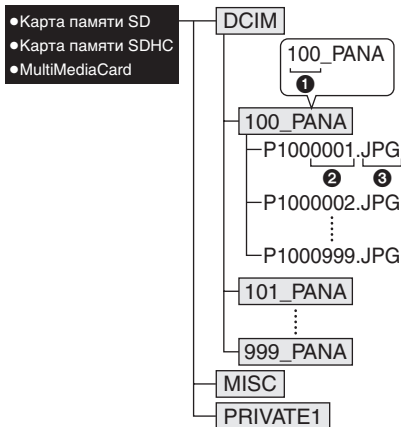 ●Карта памяти SD
●Карта памяти SDHC
●MultiMediaCard
DCIM
100_PANA
❶
100_PANA
P1000001.JPG
❷ ❸
P1000002.JPG
P1000999.JPG
101_PANA
999_PANA
MISC
PRIVATE1